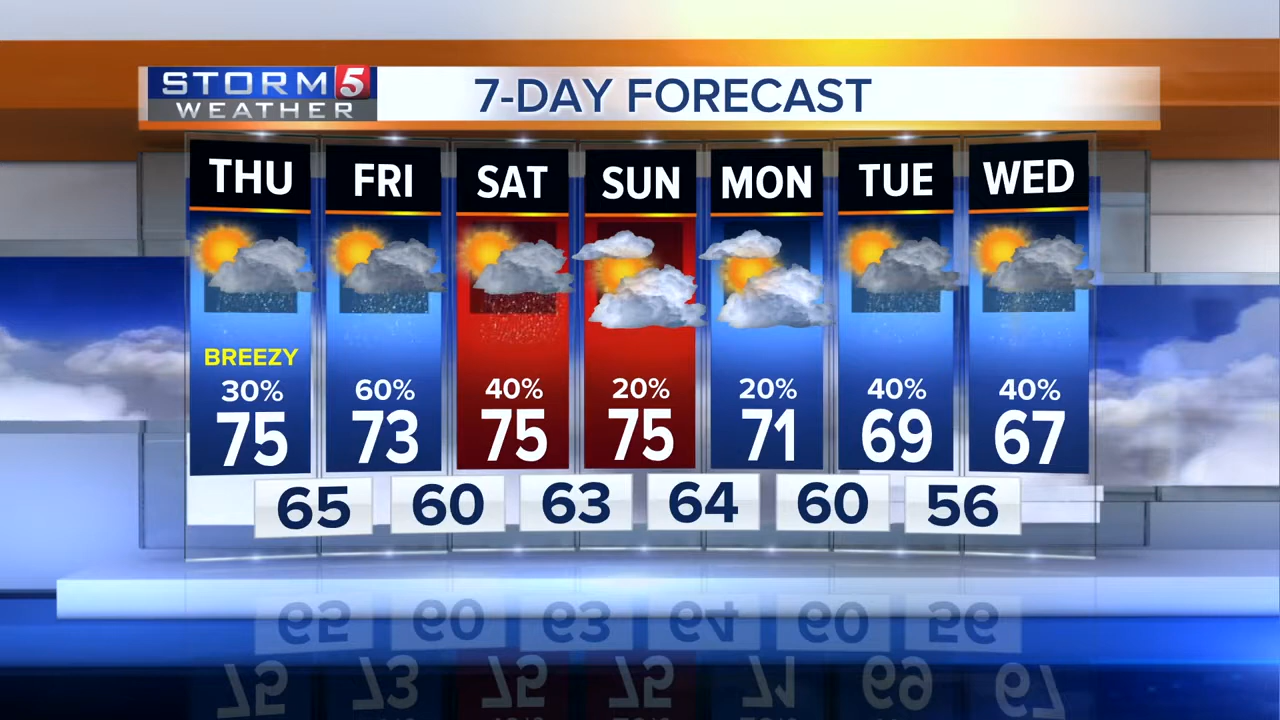 STORM 5
WEATHER
7-DAY FORECAST
THU FRI SAT SUN MON TUE WED
BREEZY
30% 60% 40% 20% 20% 40% 40%
75 73 75 75 71 69 67
65 60 63 64 60 56